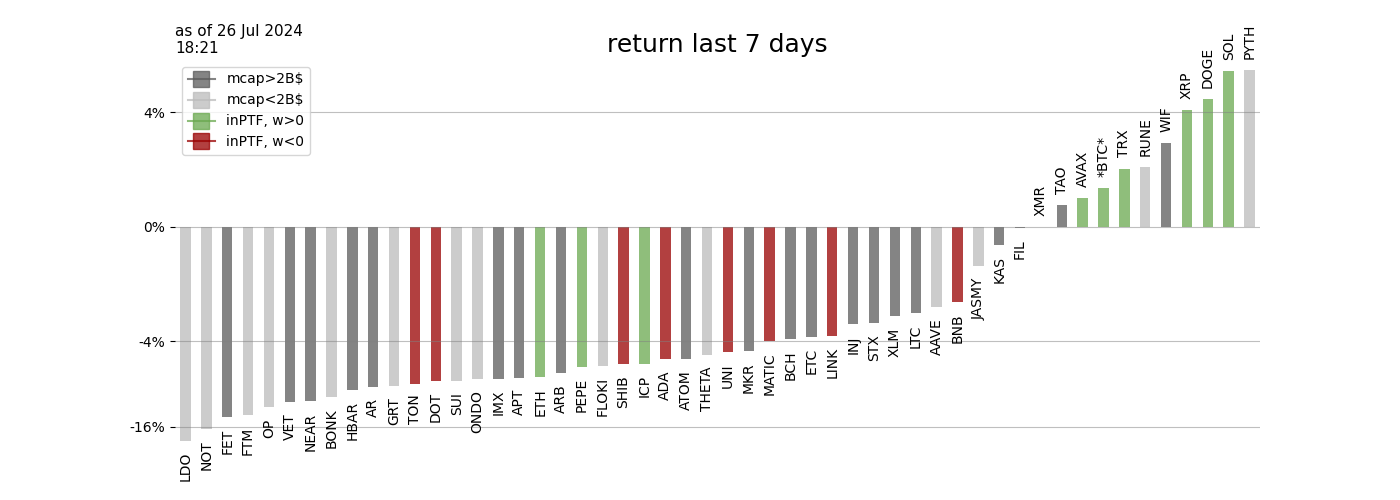 as of 26 Jul 2024
18:21
return last 7 days
mcap>2B$
mcap<2B$
inPTF, w>0
inPTF, w<0
4%
0%
-4%
-16%
LDO
NOT
FET
FTM
OP
VET
NEAR
BONK
HBAR
AR
GRT
TON
DOT
SUI
ONDO
IMX
APT
ETH
ARB
PEPE
FLOKI
SHIB
ICP
ADA
ATOM
THETA
UNI
MKR
MATIC
BCH
ETC
LINK
INJ
STX
XLM
LTC
AAVE
BNB
JASMY
KAS
FIL
XMR
TAO
AVAX
*BTC*
TRX
RUNE
WIF
XRP
DOGE
SOL
PYTH